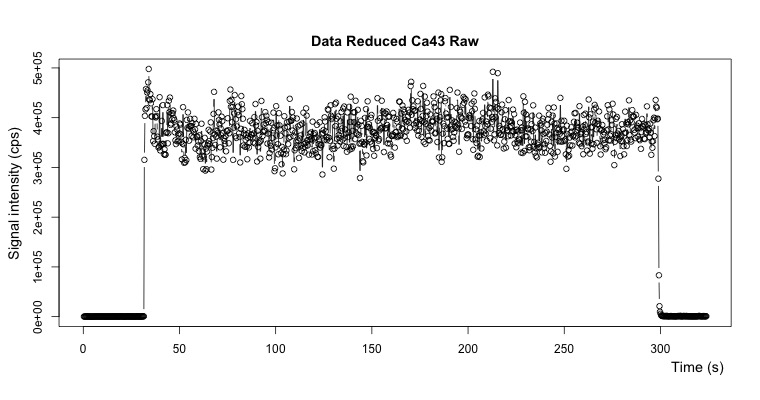 Data Reduced Ca43 Raw
Signal intensity (cps)
5e+05
4e+05
3e+05
2e+05
1e+05
0e+00
0 50 100 150 200 250 300
Time (s)